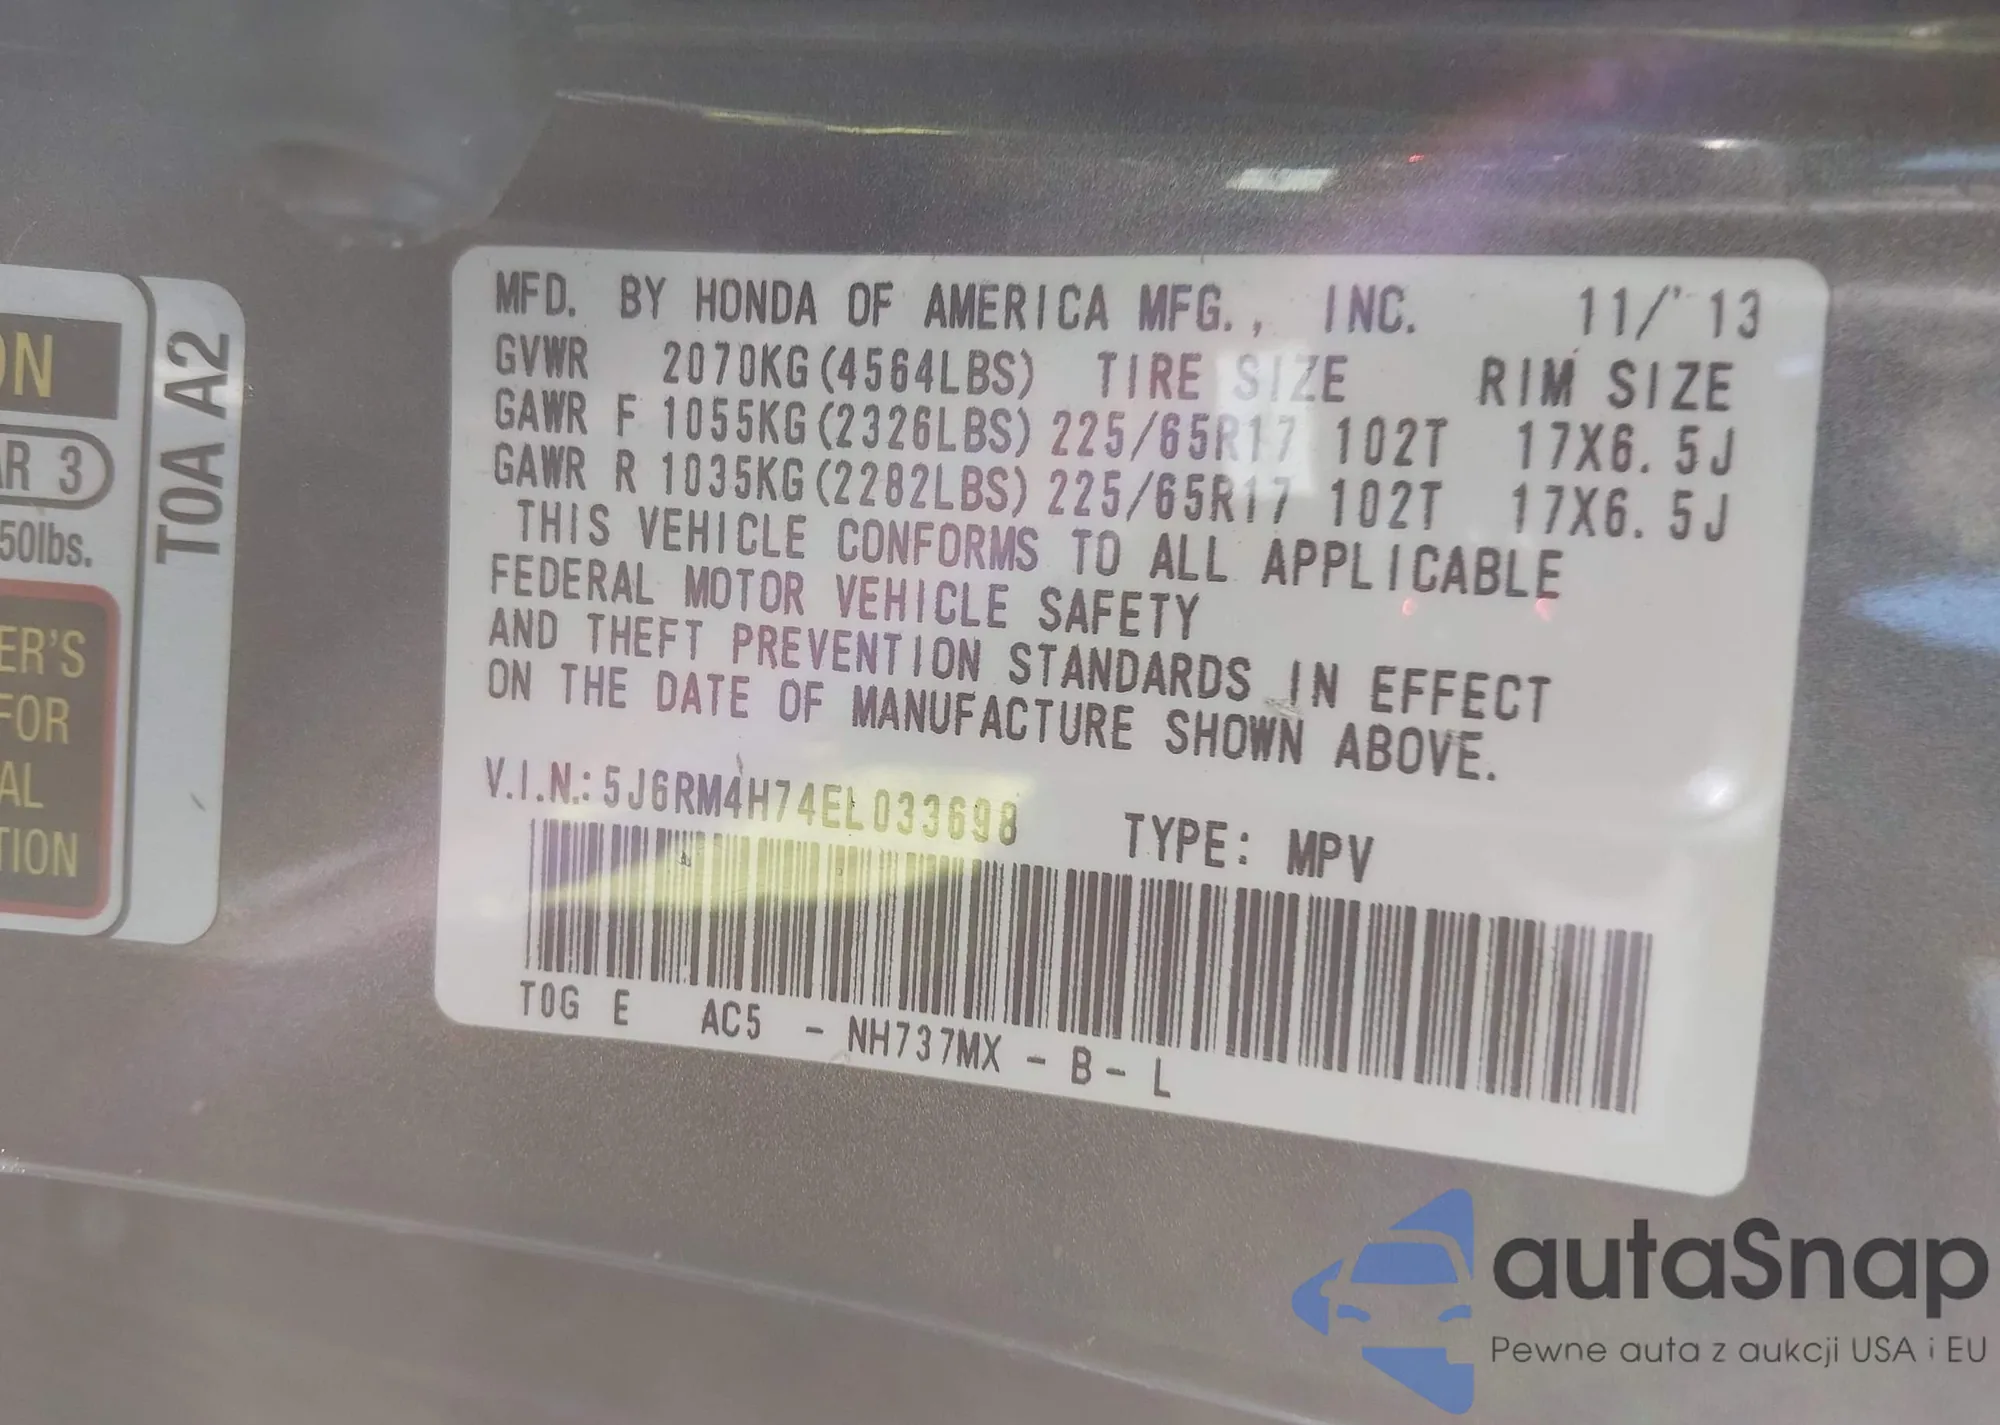 MFD. BY HONDA OF AMERICA MFG., INC. 11/'13
GVWR 2070KG(4564LBS) TIRE SIZE RIM SIZE
GAWR F 1055KG(2326LBS) 225/65R17 102T 17X6.5J
GAWR R 1035KG(2282LBS) 225/65R17 102T 17X6.5J
THIS VEHICLE CONFORMS TO ALL APPLICABLE
FEDERAL MOTOR VEHICLE SAFETY
AND THEFT PREVENTION STANDARDS IN EFFECT
ON THE DATE OF MANUFACTURE SHOWN ABOVE.
V.I.N.: 5J6RM4H74EL033698 TYPE: MPV
T0G E AC5 - NH737MX - B - L
ON
AR 3
50lbs.
ER'S
FOR
AL
TION
T0A A2
autaSnap
Pewne auta z aukcji USA i EU